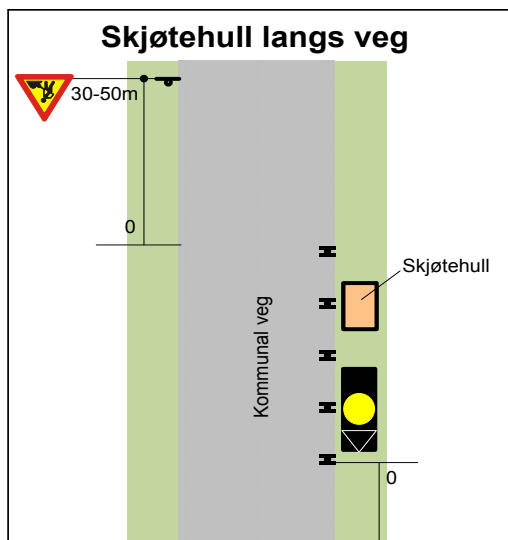 Skjøtehull langs veg
30-50m
0
Skjøtehull
Kommunal veg
0